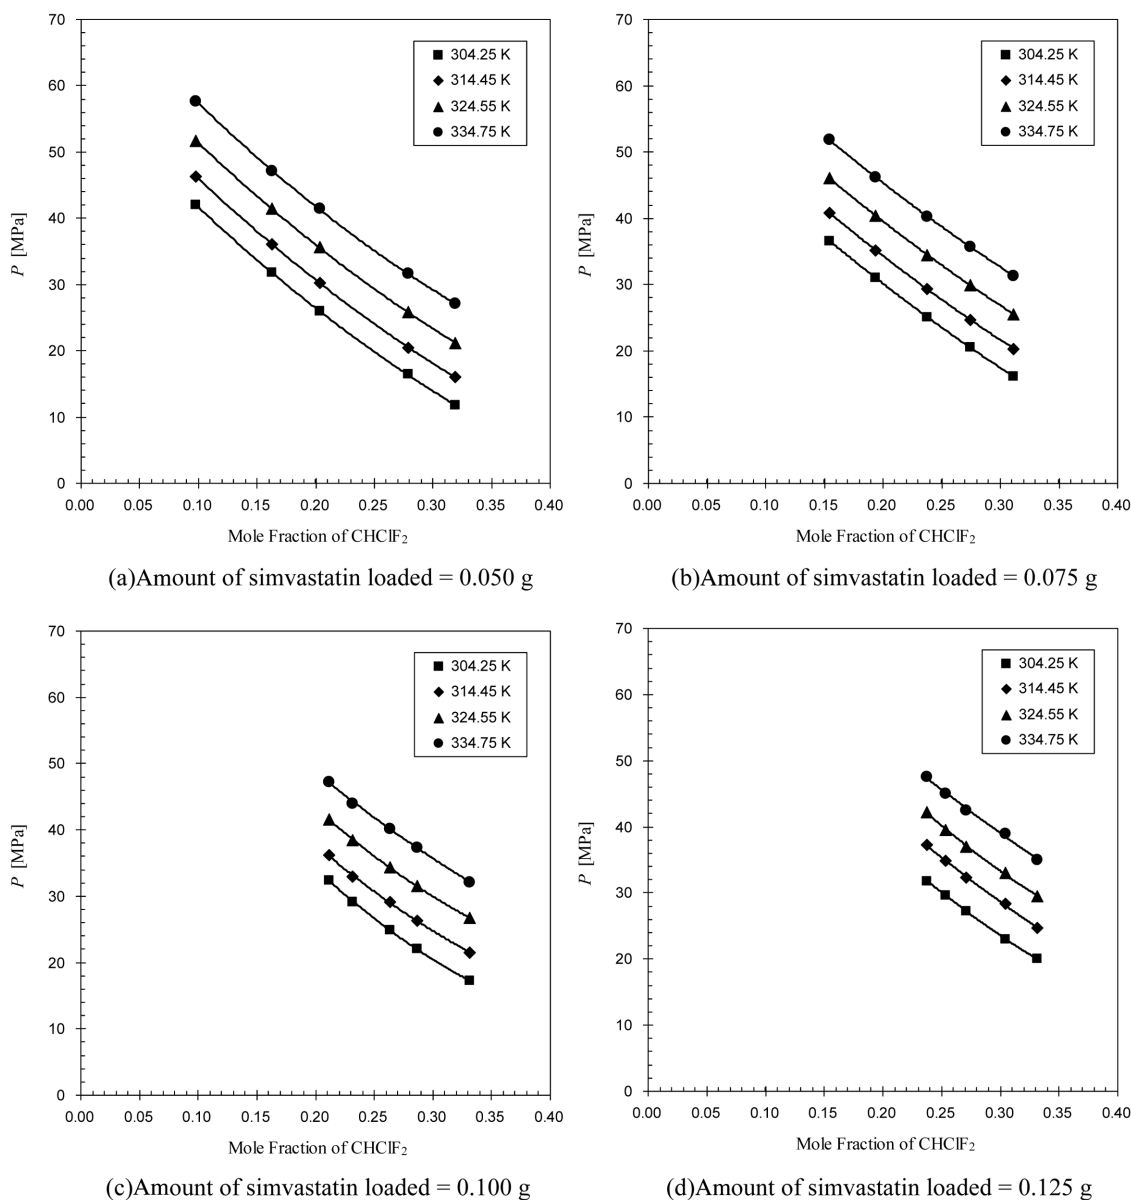 70
60
50
40
30
20
10
0
P [MPa]
304.25 K
314.45 K
324.55 K
334.75 K
0.00 0.05 0.10 0.15 0.20 0.25 0.30 0.35 0.40
Mole Fraction of CHClF₂
(a)Amount of simvastatin loaded = 0.050 g
70
60
50
40
30
20
10
0
P [MPa]
304.25 K
314.45 K
324.55 K
334.75 K
0.00 0.05 0.10 0.15 0.20 0.25 0.30 0.35 0.40
Mole Fraction of CHClF₂
(b)Amount of simvastatin loaded = 0.075 g
70
60
50
40
30
20
10
0
P [MPa]
304.25 K
314.45 K
324.55 K
334.75 K
0.00 0.05 0.10 0.15 0.20 0.25 0.30 0.35 0.40
Mole Fraction of CHClF₂
(c)Amount of simvastatin loaded = 0.100 g
70
60
50
40
30
20
10
0
P [MPa]
304.25 K
314.45 K
324.55 K
334.75 K
0.00 0.05 0.10 0.15 0.20 0.25 0.30 0.35 0.40
Mole Fraction of CHClF₂
(d)Amount of simvastatin loaded = 0.125 g